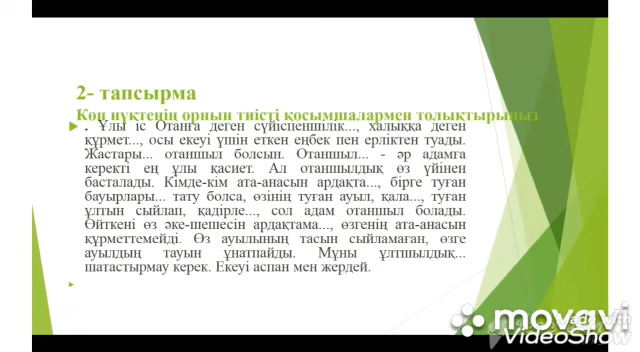 2- тапсырма
Көп нүктенің орнын тиісті қосымшалармен толықтырыңыз
. Ұлы іс Отанға деген сүйіспеншілік..., халыққа деген
құрмет..., осы екеуі үшін еткен еңбек пен ерліктен туады.
Жастары... отаншыл болсын. Отаншыл... - әр адамға
керекті ең ұлы қасиет. Ал отаншылдық өз үйінен
басталады. Кімде-кім ата-анасын ардақта..., бірге туған
бауырлары... тату болса, өзінің туған ауыл, қала..., туған
ұлтын сыйлап, қадірле..., сол адам отаншыл болады.
Өйткені өз әке-шешесін ардақтама..., өзгенің ата-анасын
құрметтемейді. Өз ауылының тасын сыйламаған, өзге
ауылдың тауын ұнатпайды. Мұны ұлтшылдық...
шатастырмау керек. Екеуі аспан мен жердей.
movavi
VideoShow